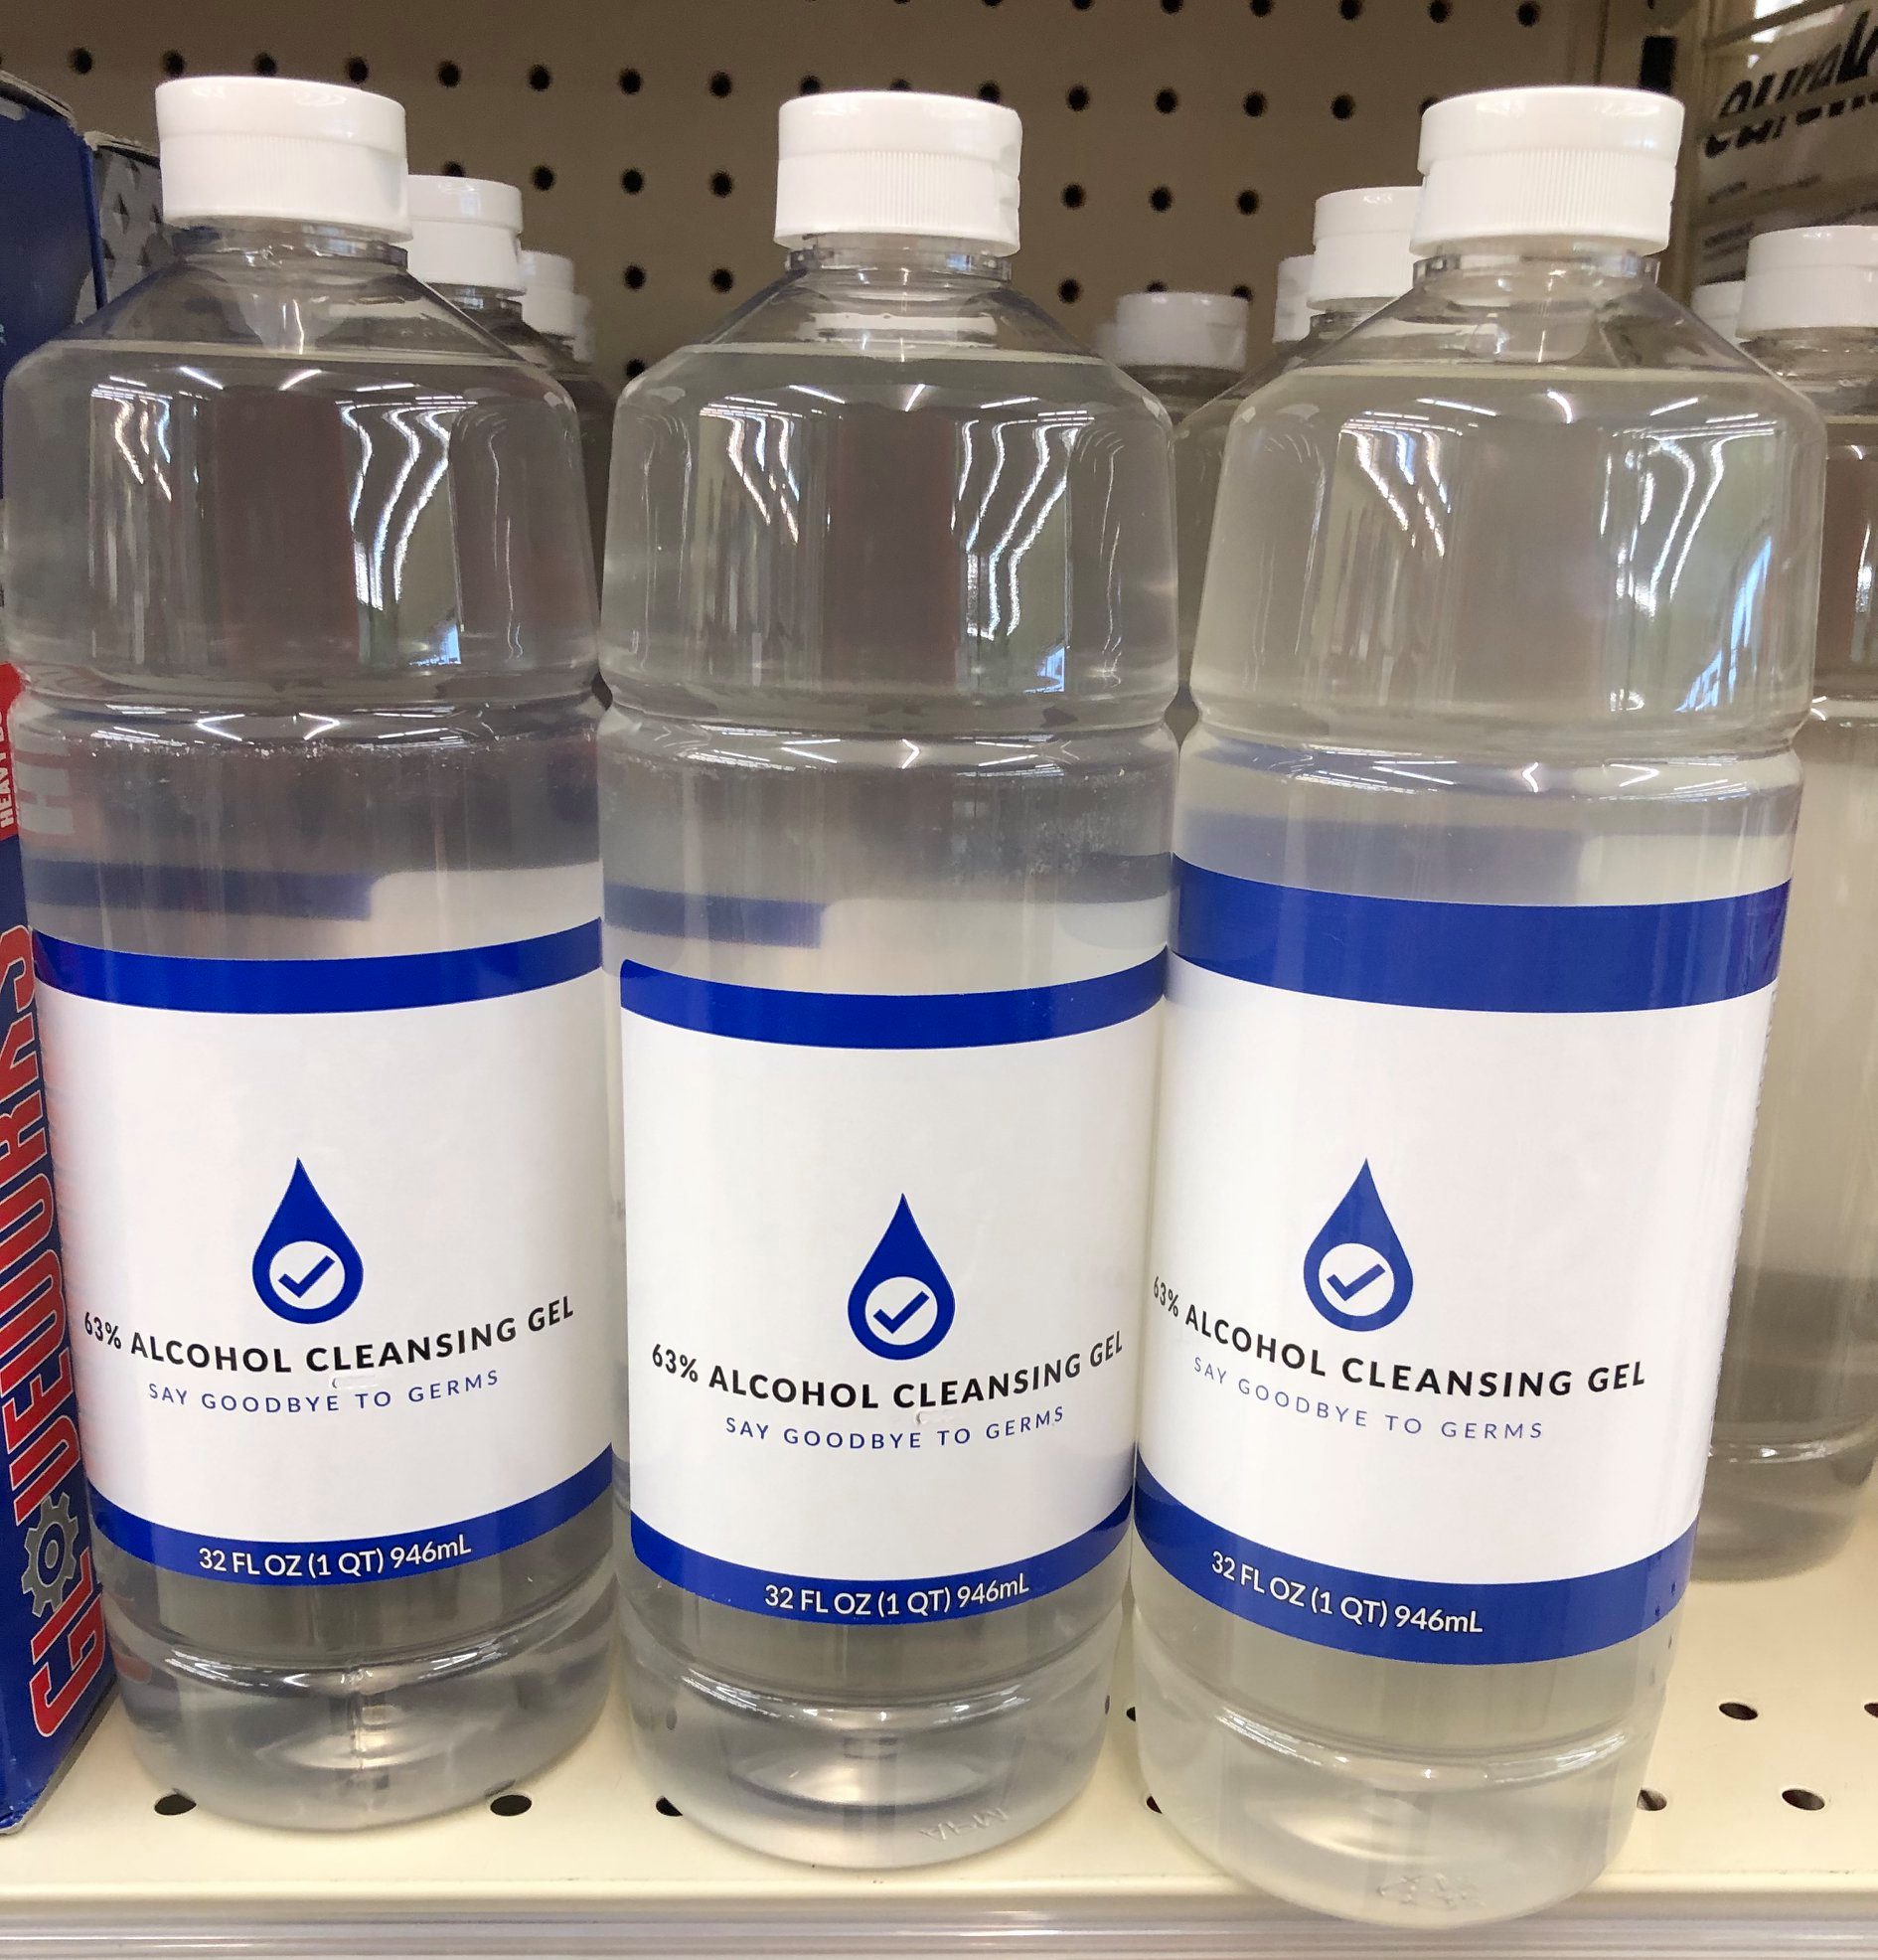 63% ALCOHOL CLEANSING GEL
SAY GOODBYE TO GERMS
32 FL OZ (1 QT) 946mL
63% ALCOHOL CLEANSING GEL
SAY GOODBYE TO GERMS
32 FL OZ (1 QT) 946mL
63% ALCOHOL CLEANSING GEL
SAY GOODBYE TO GERMS
32 FL OZ (1 QT) 946mL
GLOVEWORKS
HEAVY